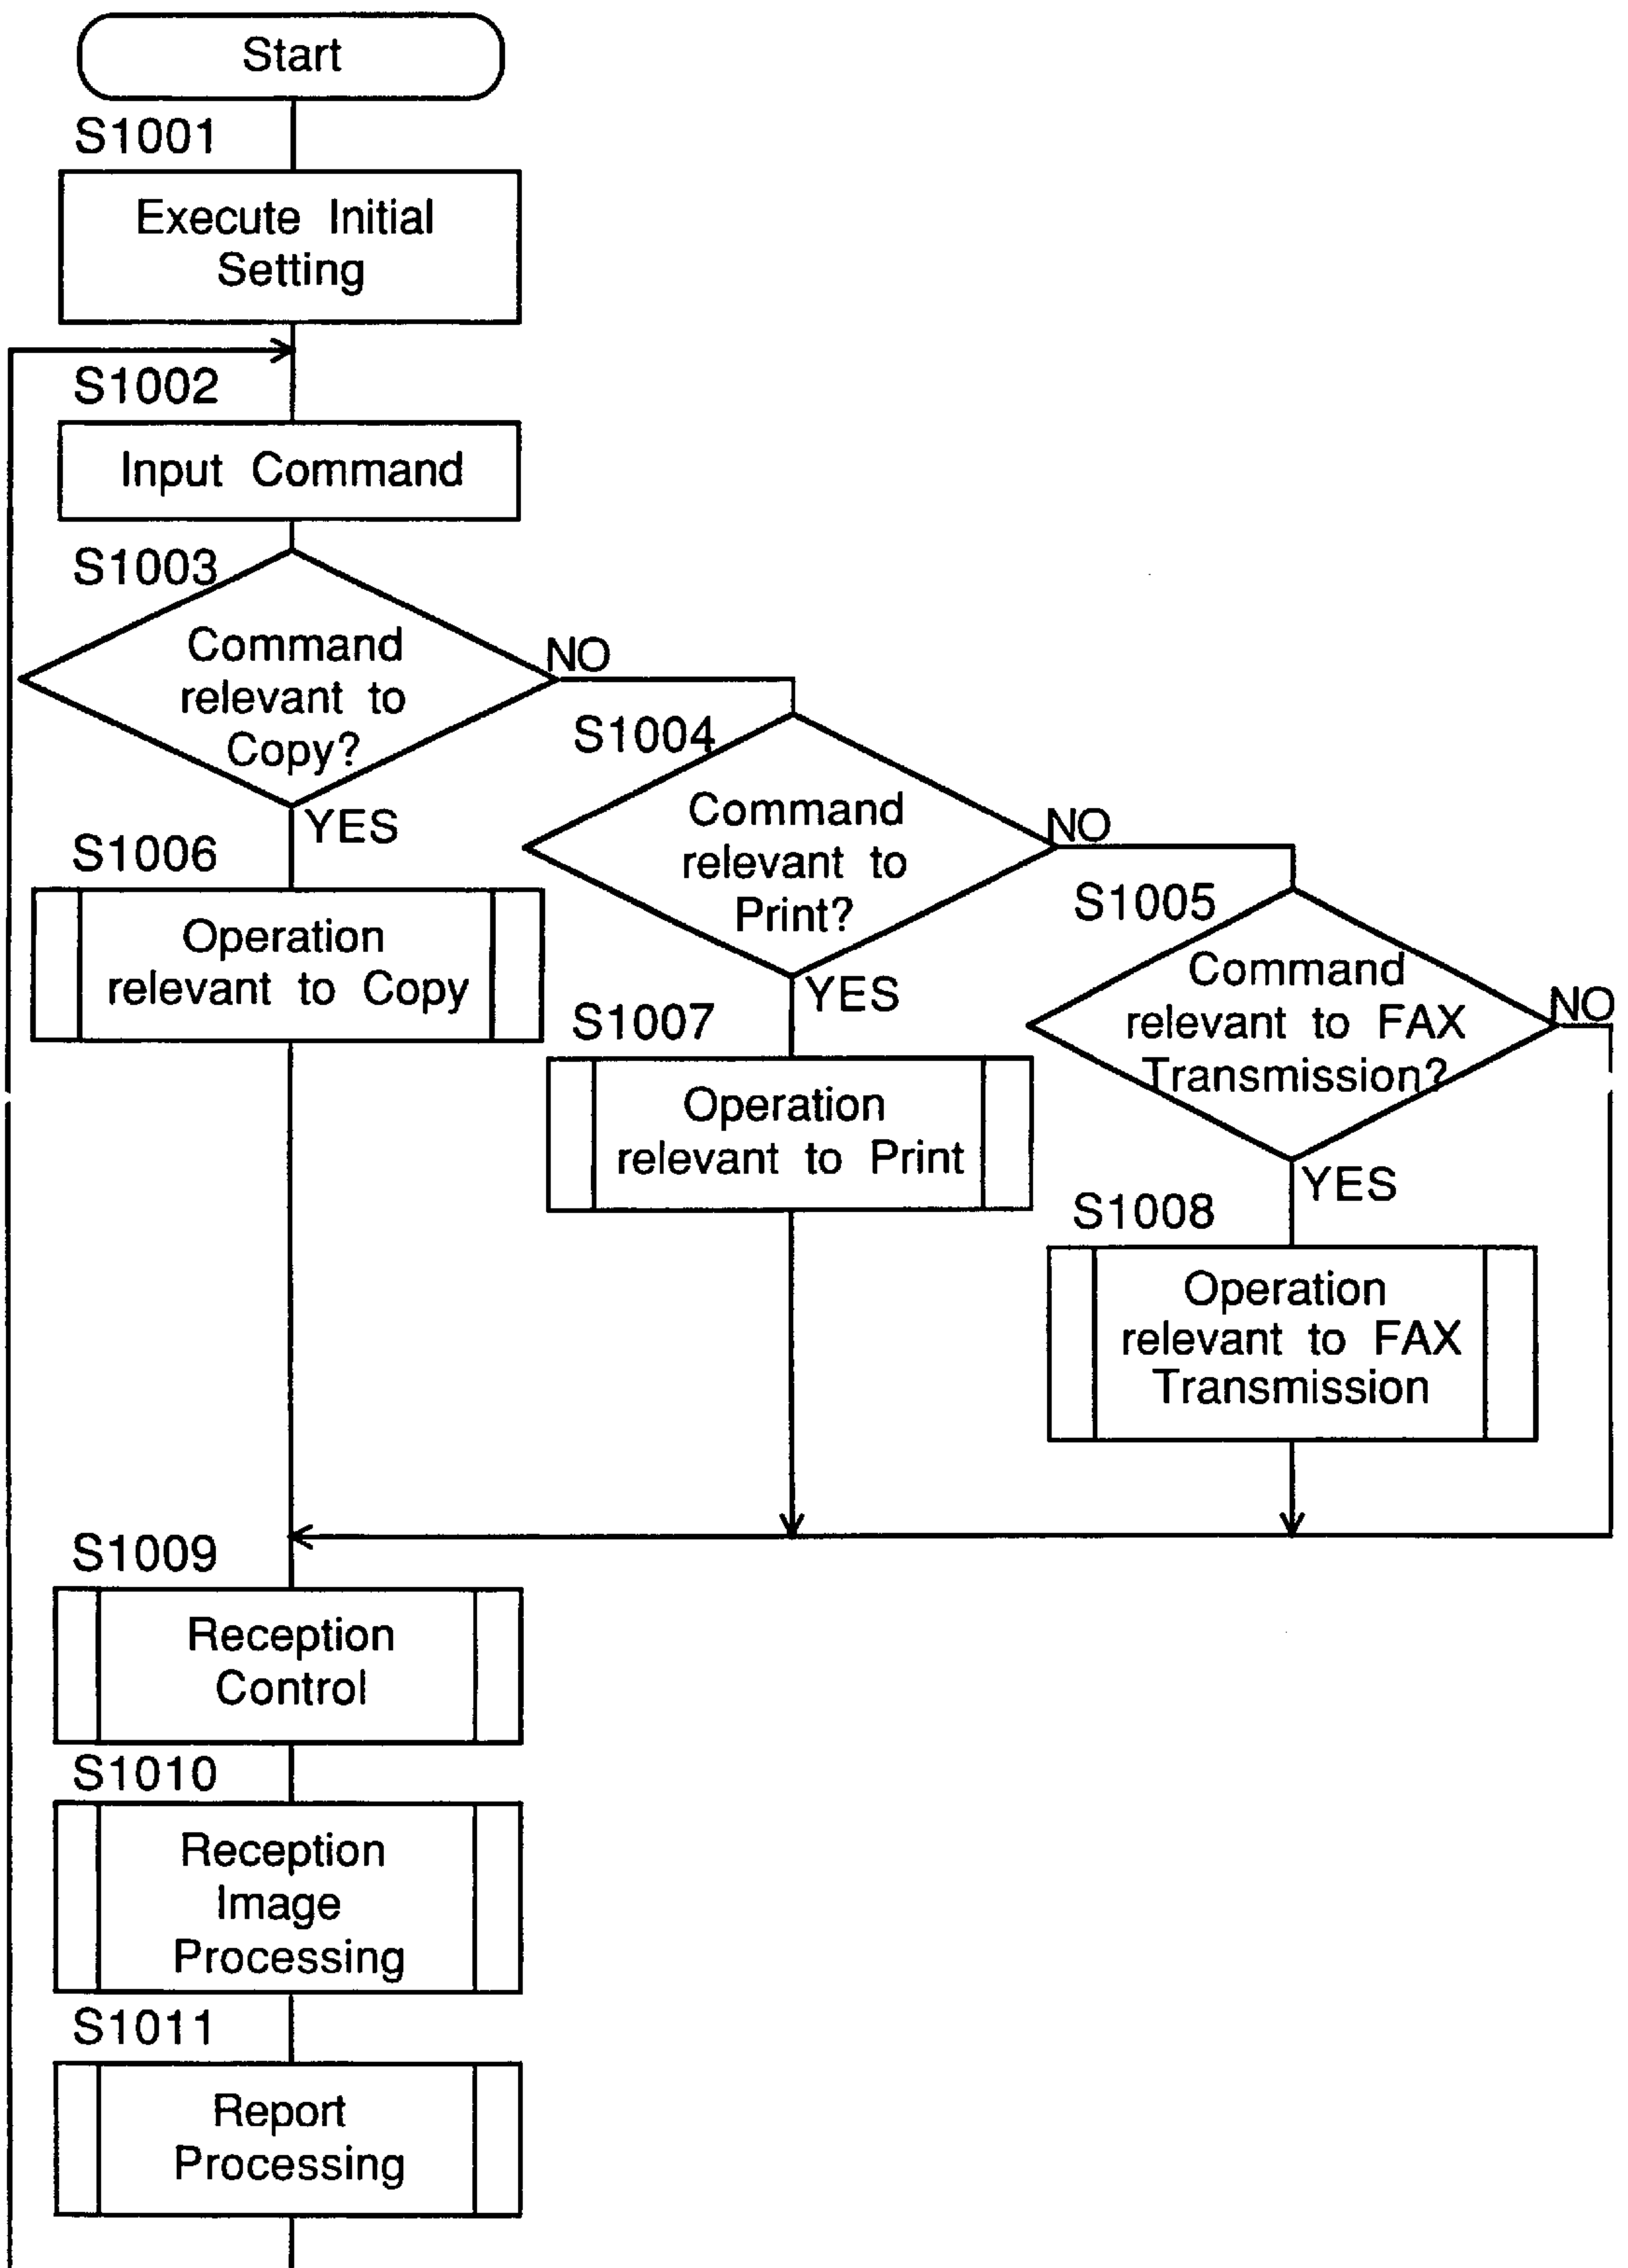 Start
S1001
Execute Initial
Setting
S1002
Input Command
S1003
Command
relevant to
Copy?
NO
YES
S1004
Command
relevant to
Print?
NO
YES
S1005
Command
relevant to FAX
Transmission?
NO
YES
S1006
Operation
relevant to Copy
S1007
Operation
relevant to Print
S1008
Operation
relevant to FAX
Transmission
S1009
Reception
Control
S1010
Reception
Image
Processing
S1011
Report
Processing